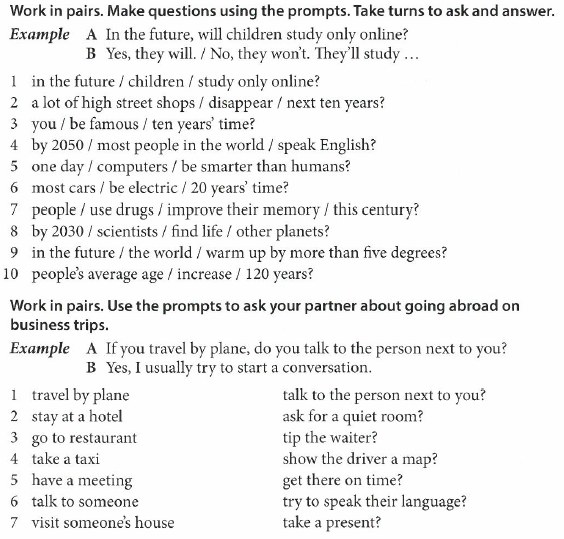 Work in pairs. Make questions using the prompts. Take turns to ask and answer.
Example A In the future, will children study only online?
B Yes, they will. / No, they won't. They'll study …
1 in the future / children / study only online?
2 a lot of high street shops / disappear / next ten years?
3 you / be famous / ten years' time?
4 by 2050 / most people in the world / speak English?
5 one day / computers / be smarter than humans?
6 most cars / be electric / 20 years' time?
7 people / use drugs / improve their memory / this century?
8 by 2030 / scientists / find life / other planets?
9 in the future / the world / warm up by more than five degrees?
10 people's average age / increase / 120 years?
Work in pairs. Use the prompts to ask your partner about going abroad on
business trips.
Example A If you travel by plane, do you talk to the person next to you?
B Yes, I usually try to start a conversation.
1 travel by plane talk to the person next to you?
2 stay at a hotel ask for a quiet room?
3 go to restaurant tip the waiter?
4 take a taxi show the driver a map?
5 have a meeting get there on time?
6 talk to someone try to speak their language?
7 visit someone's house take a present?